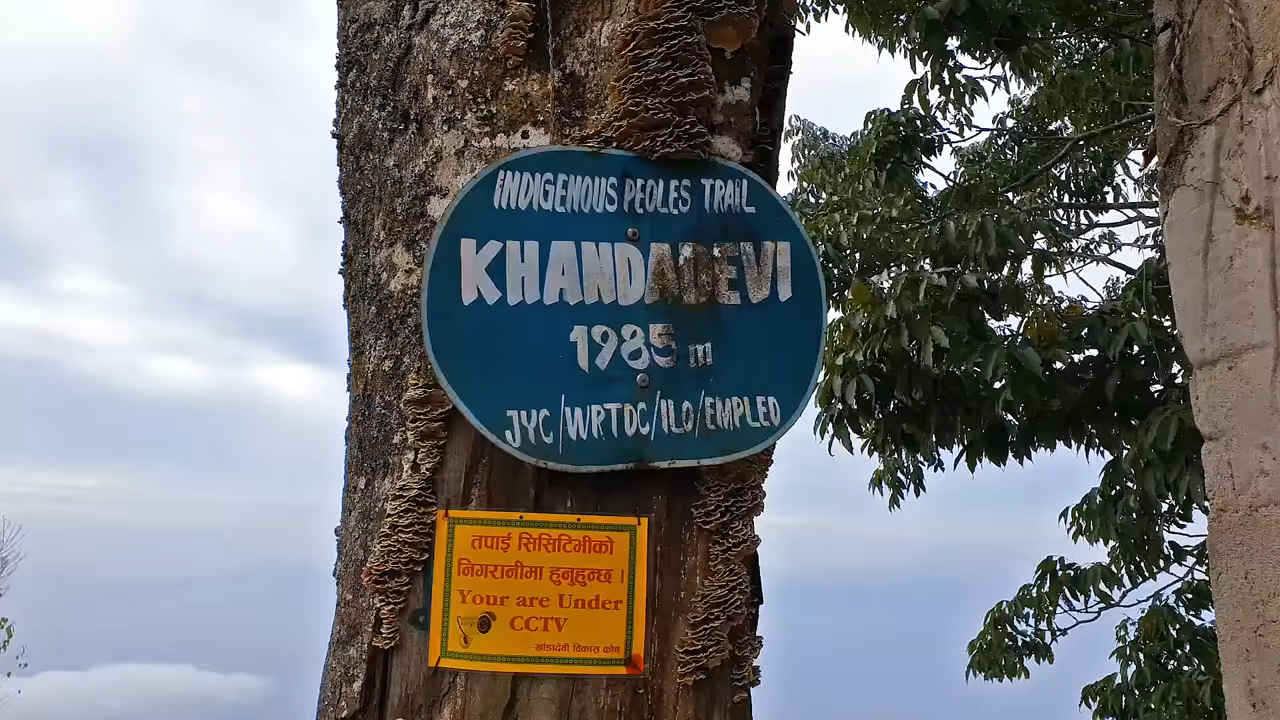 INDIGENOUS PEOLES TRAIL
KHANDADEVI
1985 m
JYC/WRTDC/ILO/EMPLED
तपाई सिसिटिभीको
निगरानीमा हुनुहुन्छ ।
Your are Under
CCTV
खाँडादेवी विकास कोष